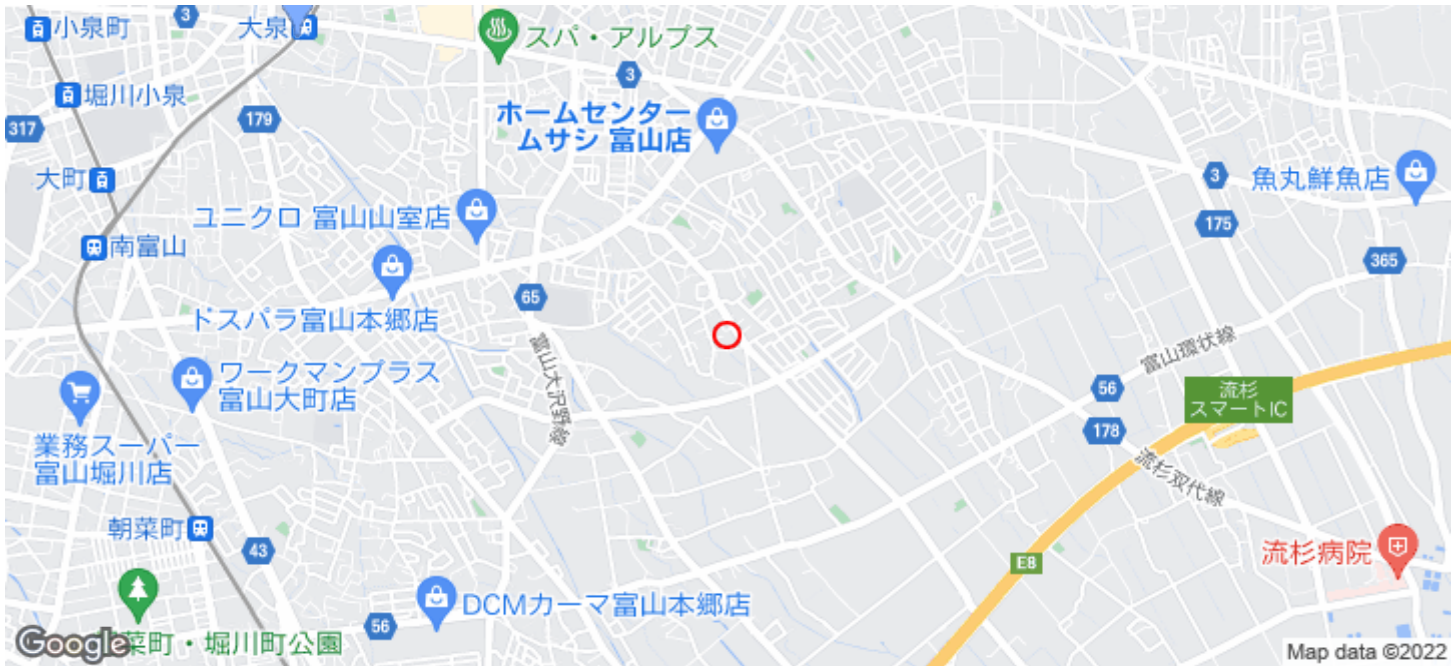 小泉町
3
大泉
スパ・アルプス
堀川小泉
3
179
ホームセンター
ムサシ 富山店
317
大町
3
魚丸鮮魚店
ユニクロ 富山山室店
175
南富山
365
65
ドスパラ富山本郷店
富山大沢野線
富山環状線
ワークマンプラス
富山大町店
56
流杉
スマートIC
178
業務スーパー
富山堀川店
流杉双代線
朝菜町
43
流杉病院
E8
DCMカーマ富山本郷店
56
Google
菜町・堀川町公園
Map data ©2022